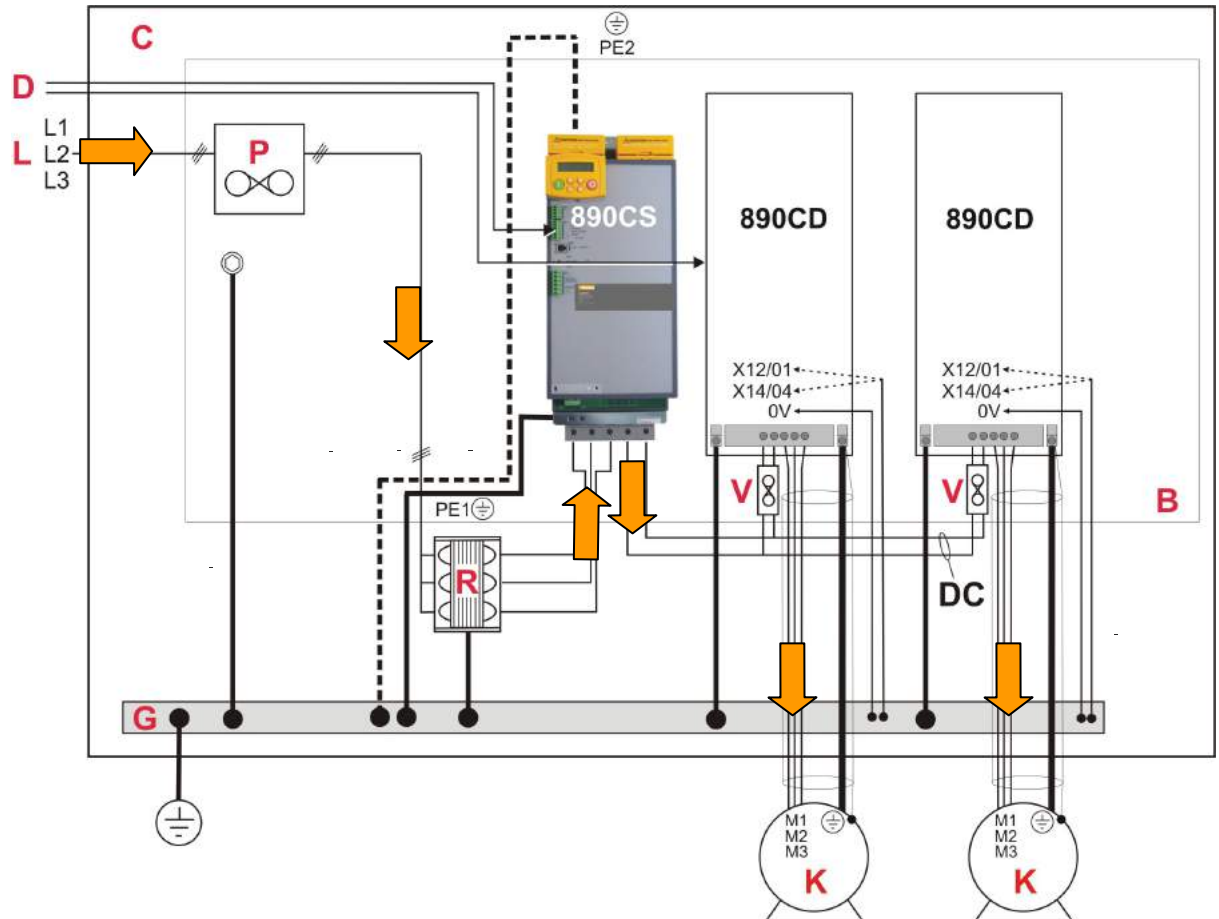 C
PE2
D
L1
L L2
L3
P
890CS
890CD
890CD
X12/01
X14/04
0V
X12/01
X14/04
0V
V
V
B
PE1
R
DC
G
M1
M2
M3
K
M1
M2
M3
K